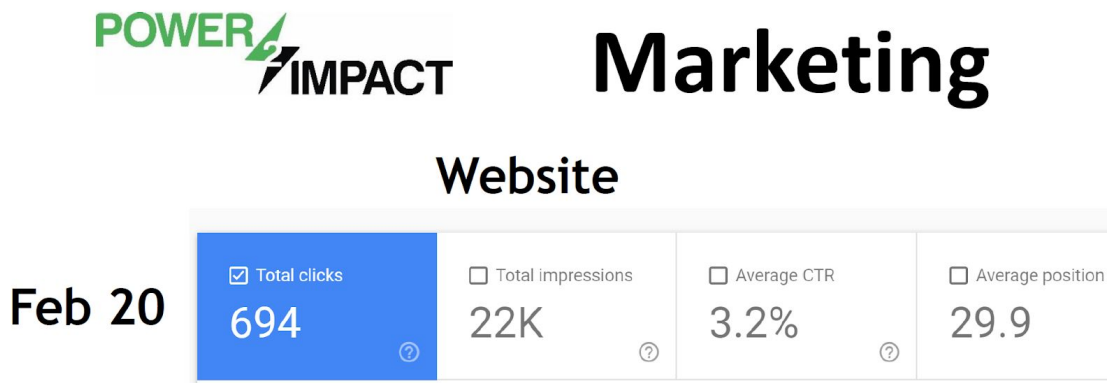 POWER
IMPACT
Marketing
Website
Feb 20
Total clicks
694
Total impressions
22K
Average CTR
3.2%
Average position
29.9